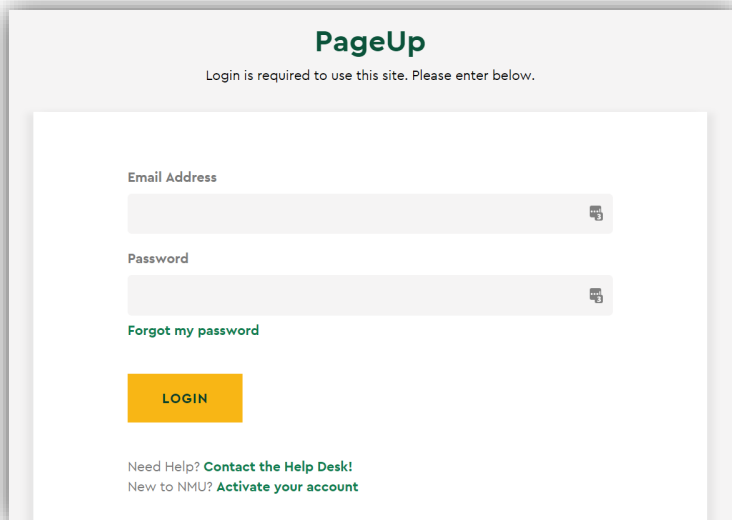 PageUp
Login is required to use this site. Please enter below.
Email Address
Password
Forgot my password
LOGIN
Need Help? Contact the Help Desk!
New to NMU? Activate your account